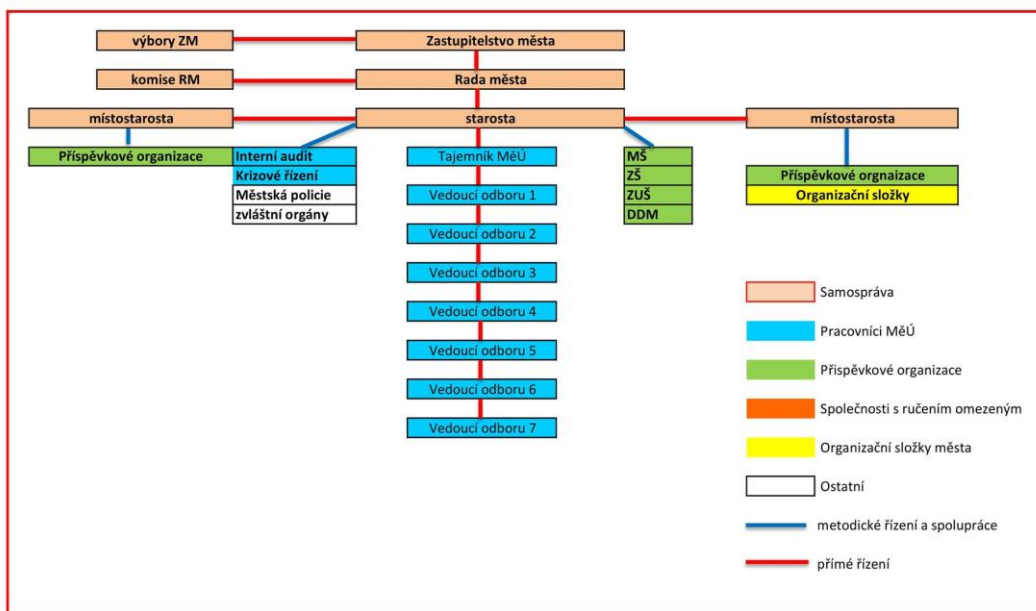 výbory ZM
Zastupitelstvo města
komise RM
Rada města
místostarosta
starosta
místostarosta
Příspěvkové organizace
Interní audit
Krizové řízení
Městská policie
zvláštní orgány
Tajemník MěÚ
Vedoucí odboru 1
Vedoucí odboru 2
Vedoucí odboru 3
Vedoucí odboru 4
Vedoucí odboru 5
Vedoucí odboru 6
Vedoucí odboru 7
MŠ
ZŠ
ZUŠ
DDM
Příspěvkové orgnaizace
Organizační složky
Samospráva
Pracovníci MěÚ
Přispěvkové organizace
Společnosti s ručením omezeným
Organizační složky města
Ostatní
metodické řízení a spolupráce
přímé řízení